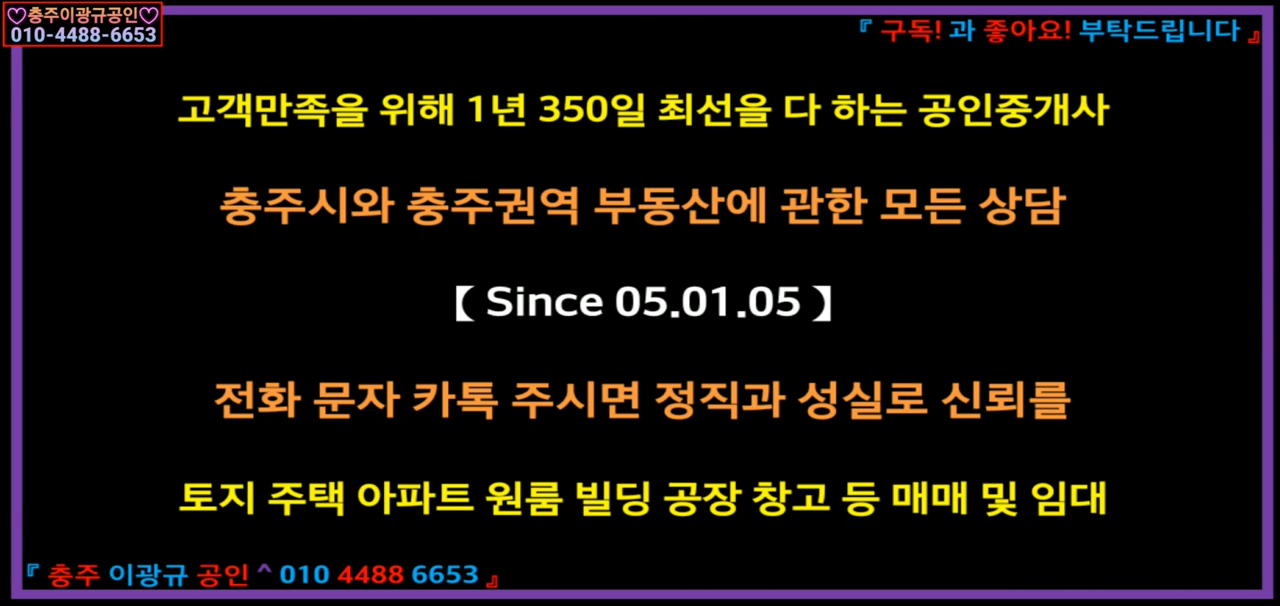 ♡충주이광규공인♡
010-4488-6653
『 구독! 과 좋아요! 부탁드립니다 』
고객만족을 위해 1년 350일 최선을 다 하는 공인중개사
충주시와 충주권역 부동산에 관한 모든 상담
【 Since 05.01.05 】
전화 문자 카톡 주시면 정직과 성실로 신뢰를
토지 주택 아파트 원룸 빌딩 공장 창고 등 매매 및 임대
『 충주 이광규 공인 ^ 010 4488 6653 』